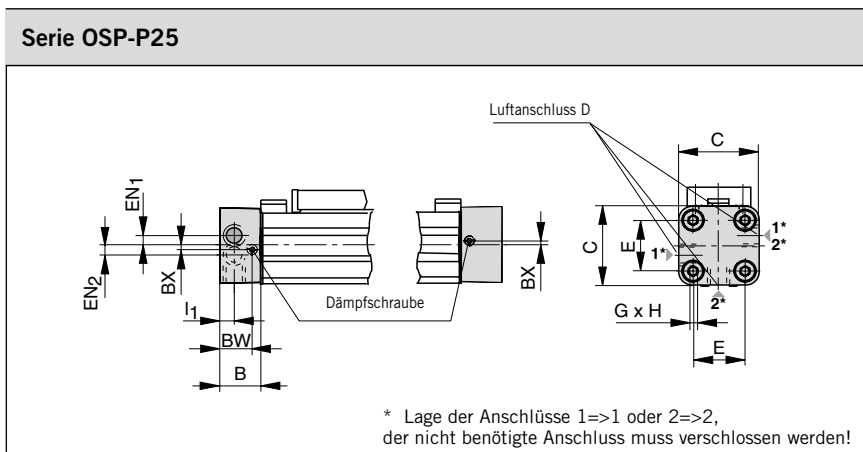 Serie OSP-P25
Luftanschluss D
C
EN1
EN2
BX
C
E
1*
1*
2*
BX
Dämpfschraube
2*
I1
G x H
BW
E
B
* Lage der Anschlüsse 1=>1 oder 2=>2,
der nicht benötigte Anschluss muss verschlossen werden!